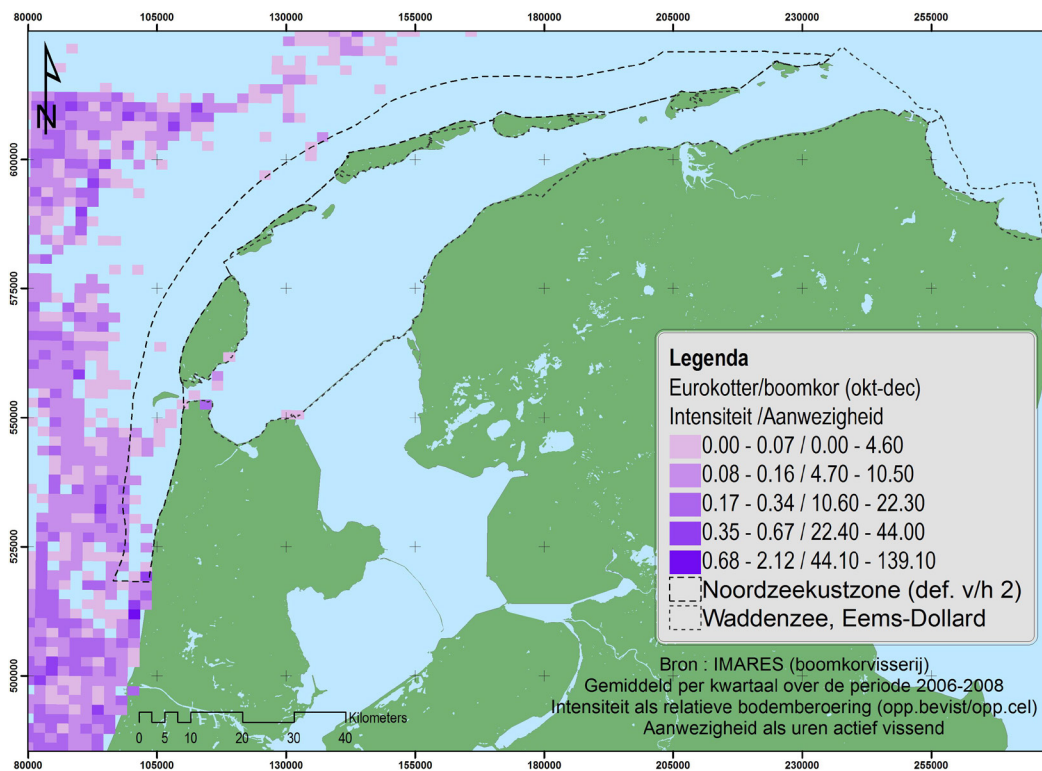 80000 105000 130000 155000 180000 205000 230000 255000
N
600000
575000
550000
525000
500000
600000
575000
550000
525000
500000
Legenda
Eurokotter/boomkor (okt-dec)
Intensiteit /Aanwezigheid
0.00 - 0.07 / 0.00 - 4.60
0.08 - 0.16 / 4.70 - 10.50
0.17 - 0.34 / 10.60 - 22.30
0.35 - 0.67 / 22.40 - 44.00
0.68 - 2.12 / 44.10 - 139.10
Noordzeekustzone (def. v/h 2)
Waddenzee, Eems-Dollard
Bron : IMARES (boomkorvisserij)
Gemiddeld per kwartaal over de periode 2006-2008
Intensiteit als relatieve bodemberoering (opp.bevist/opp.cel)
Aanwezigheid als uren actief vissend
Kilometers
0 5 10 20 30 40
80000 105000 130000 155000 180000 205000 230000 255000